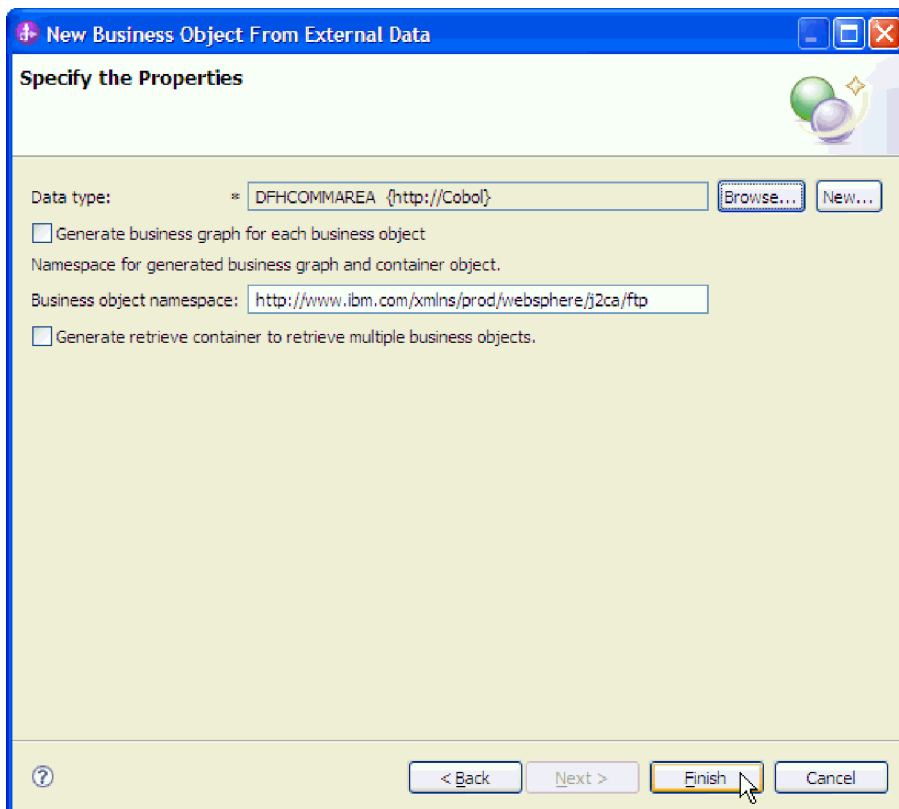 New Business Object From External Data
Specify the Properties
Data type: * DFHCOMMAREA {http://Cobol} Browse... New...
Generate business graph for each business object
Namespace for generated business graph and container object.
Business object namespace: http://www.ibm.com/xmlns/prod/websphere/j2ca/ftp
Generate retrieve container to retrieve multiple business objects.
? < Back Next > Finish Cancel